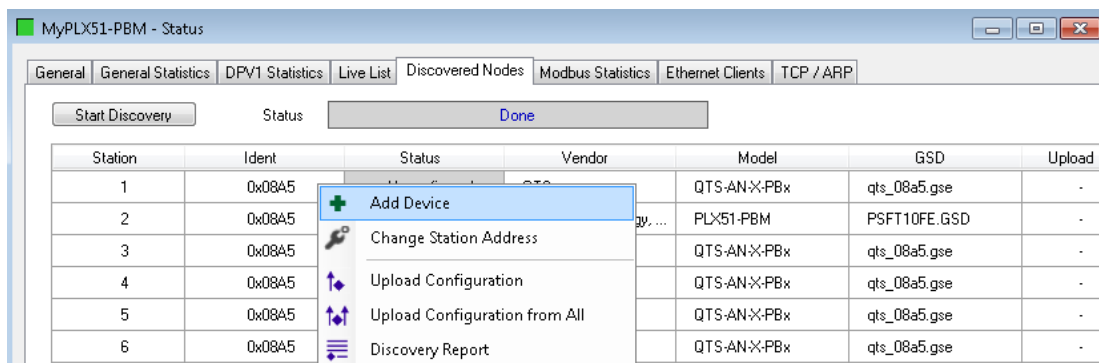 MyPLX51-PBM - Status
General General Statistics DPV1 Statistics Live List Discovered Nodes Modbus Statistics Ethernet Clients TCP / ARP
Start Discovery Status Done
Station Ident Status Vendor Model GSD Upload
1 0x08A5 QTS-AN-X-PBx qts_08a5.gse -
Add Device
2 0x08A5 gy, ... PLX51-PBM PSFT10FE.GSD -
Change Station Address
3 0x08A5 QTS-AN-X-PBx qts_08a5.gse -
4 0x08A5 Upload Configuration QTS-AN-X-PBx qts_08a5.gse -
5 0x08A5 Upload Configuration from All QTS-AN-X-PBx qts_08a5.gse -
6 0x08A5 Discovery Report QTS-AN-X-PBx qts_08a5.gse -